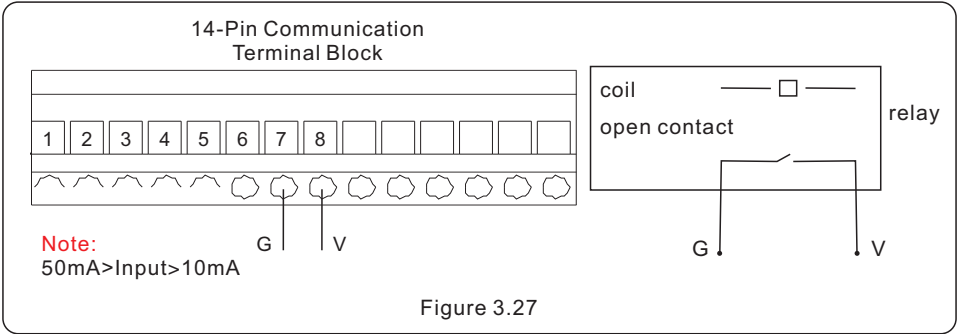 14-Pin Communication
Terminal Block
1 2 3 4 5 6 7 8
G V
Note:
50mA>Input>10mA
coil
open contact
relay
G V
Figure 3.27